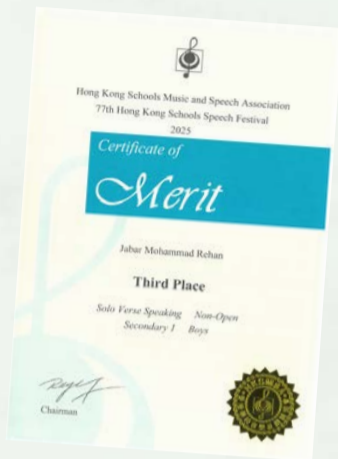 Hong Kong Schools Music and Speech Association
77th Hong Kong Schools Speech Festival
2025
Certificate of
Merit
Jabar Mohammad Rehan
Third Place
Solo Verse Speaking Non-Open
Secondary 1 Boys
Chairman